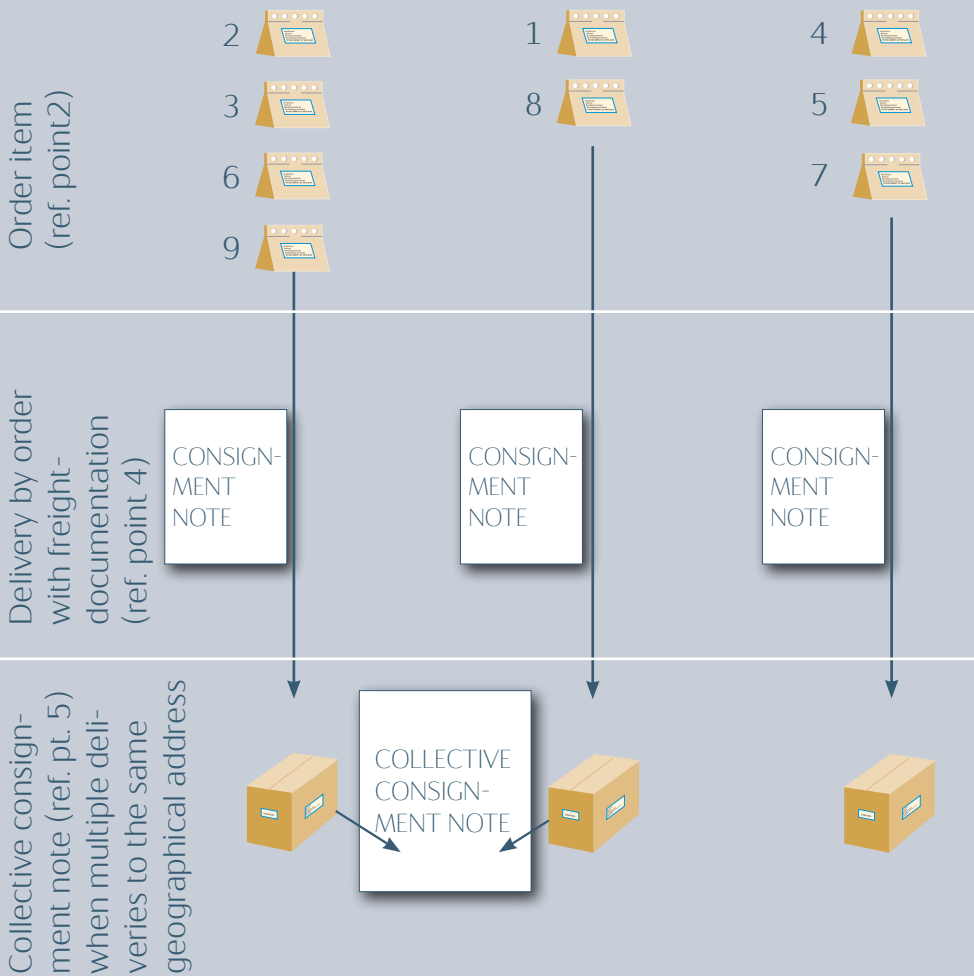 Order item
(ref. point2)
2
3
6
9
1
8
4
5
7
Delivery by order
with freight-
documentation
(ref. point 4)
CONSIGN-
MENT
NOTE
CONSIGN-
MENT
NOTE
CONSIGN-
MENT
NOTE
Collective consign-
ment note (ref. pt. 5)
when multiple deli-
veries to the same
geographical address
COLLECTIVE
CONSIGN-
MENT NOTE